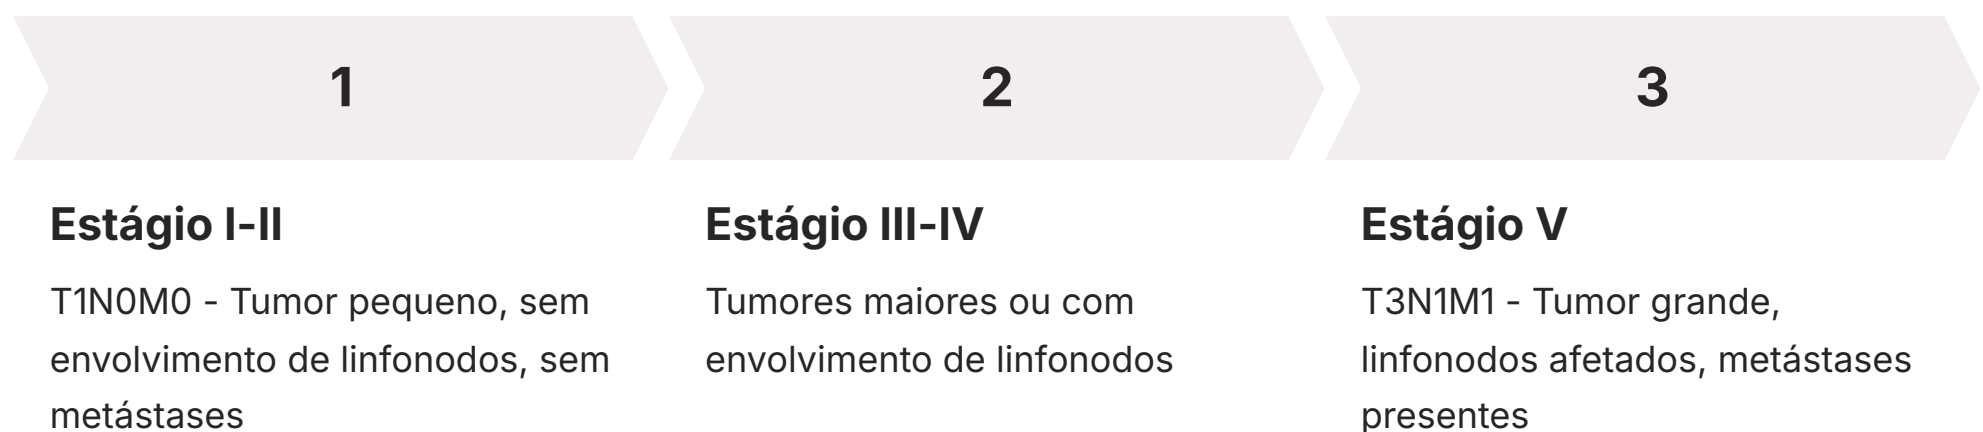 1
Estágio I-II
T1N0M0 - Tumor pequeno, sem
envolvimento de linfonodos, sem
metástases
2
Estágio III-IV
Tumores maiores ou com
envolvimento de linfonodos
3
Estágio V
T3N1M1 - Tumor grande,
linfonodos afetados, metástases
presentes